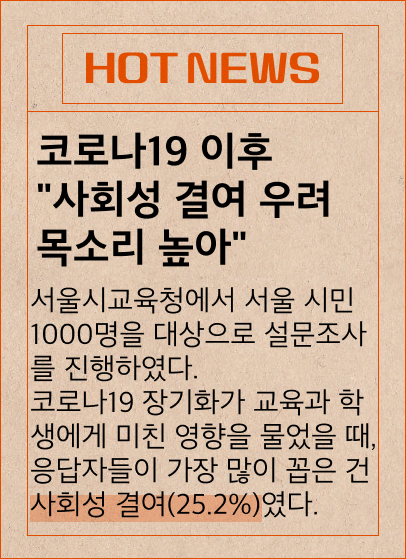 HOT NEWS
코로나19 이후
"사회성 결여 우려
목소리 높아"
서울시교육청에서 서울 시민
1000명을 대상으로 설문조사
를 진행하였다.
코로나19 장기화가 교육과 학
생에게 미친 영향을 물었을 때,
응답자들이 가장 많이 꼽은 건
사회성 결여(25.2%)였다.